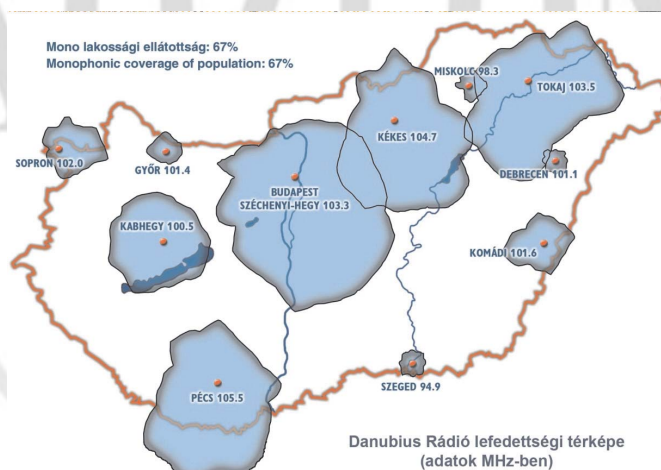 Mono lakossági ellátottság: 67%
Monophonic coverage of population: 67%
MISKOLC 98.3
TOKAJ 103.5
KÉKES 104.7
SOPRON 102.0
GYŐR 101.4
DEBRECEN 101.1
BUDAPEST
SZÉCHENYI-HEGY 103.3
KABHEGY 100.5
KOMÁDI 101.6
SZEGED 94.9
PÉCS 105.5
Danubius Rádió lefedettségi térképe
(adatok MHz-ben)